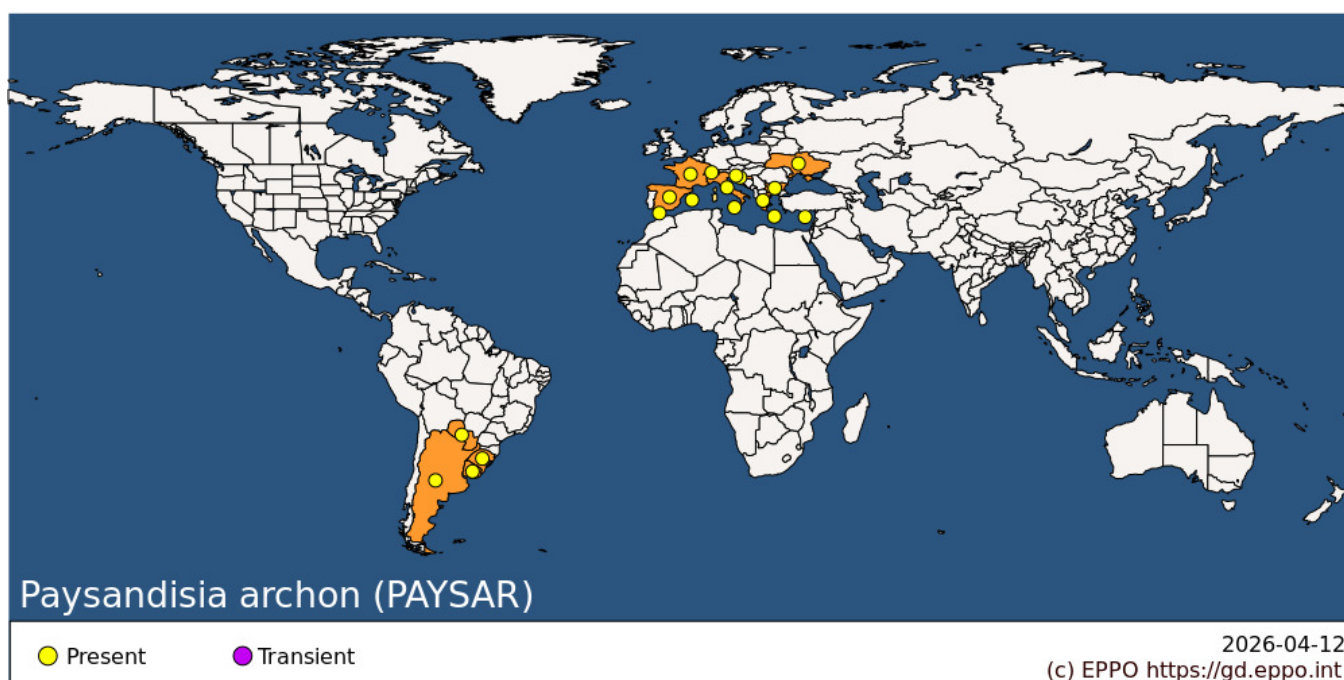 Paysandisia archon (PAYSAR)
Present
Transient
2026-04-12
(c) EPPO https://gd.eppo.int